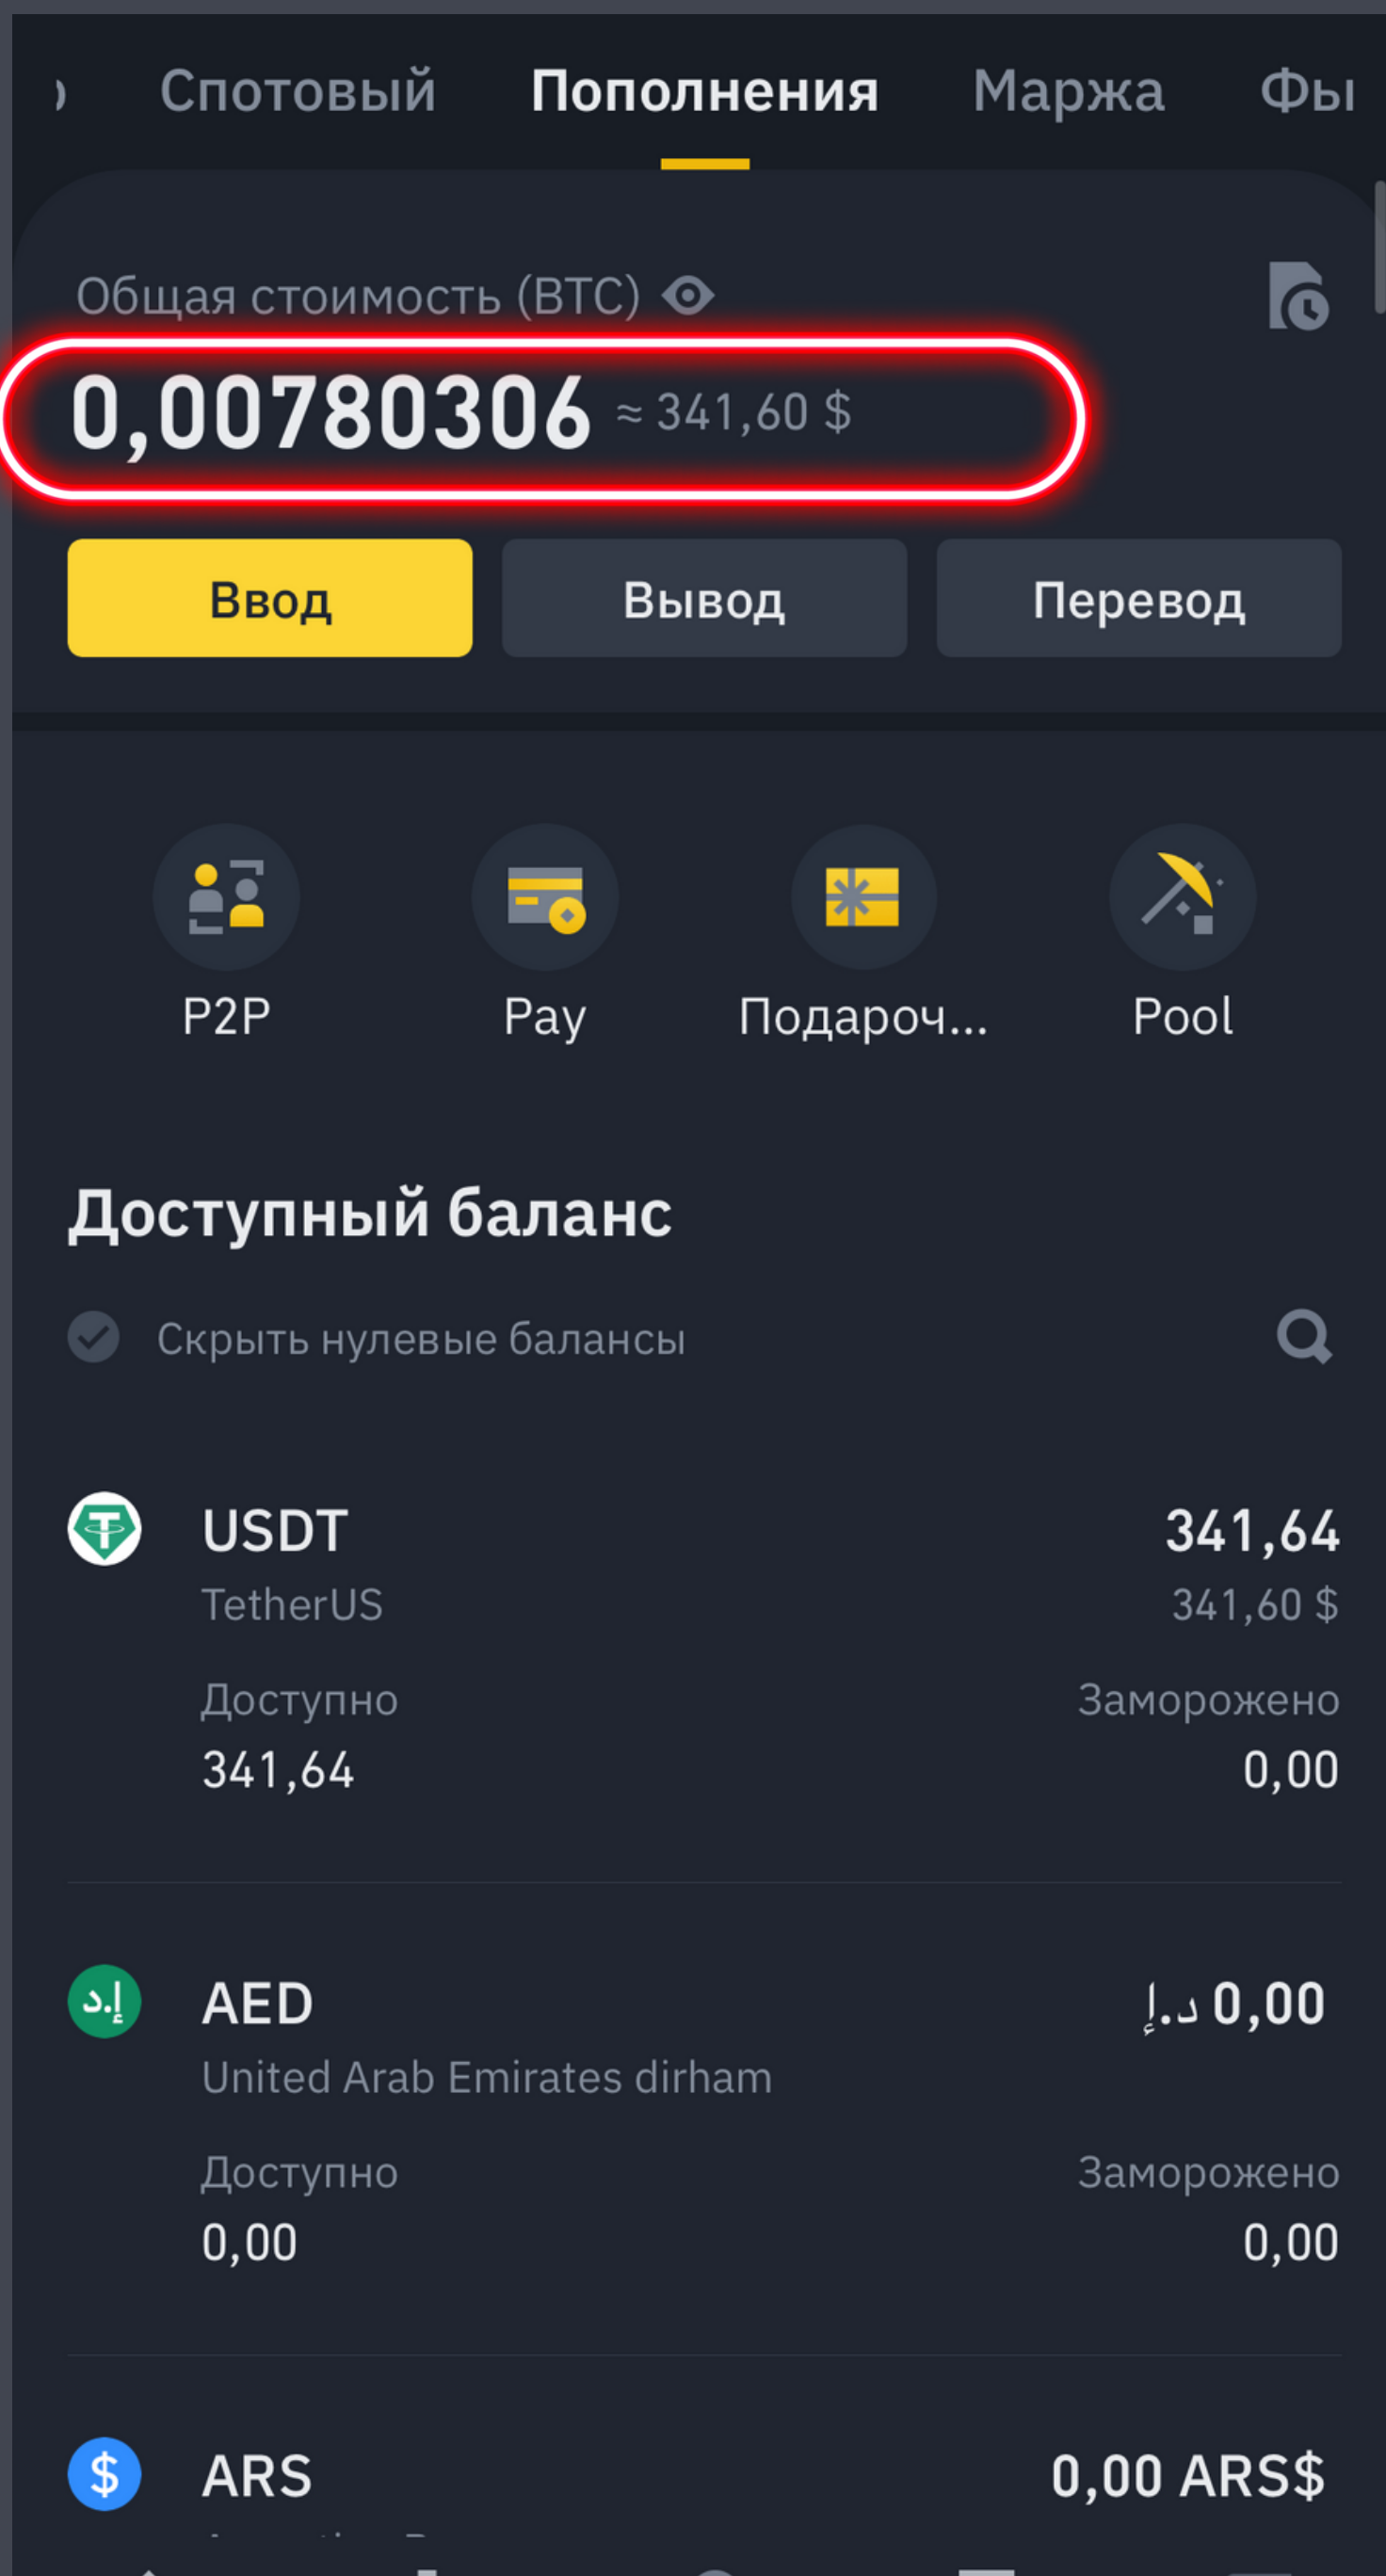 Спотовый Пополнения Маржа Фы
Общая стоимость (BTC)
0,00780306 ≈ 341,60 $
Ввод Вывод Перевод
P2P Pay Подароч... Pool
Доступный баланс
Скрыть нулевые балансы
USDT 341,64
TetherUS 341,60 $
Доступно Заморожено
341,64 0,00
د.إ AED د.إ 0,00
United Arab Emirates dirham
Доступно Заморожено
0,00 0,00
$ ARS 0,00 ARS$